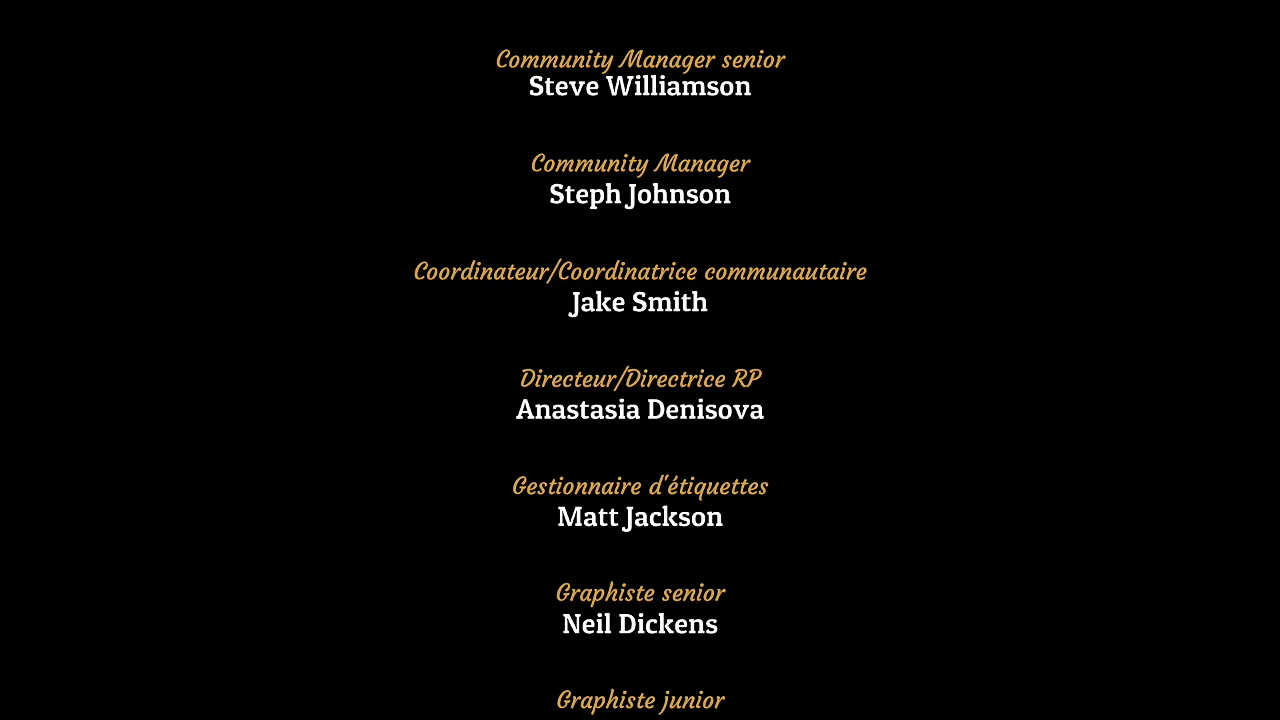 Community Manager senior
Steve Williamson
Community Manager
Steph Johnson
Coordinateur/Coordinatrice communautaire
Jake Smith
Directeur/Directrice RP
Anastasia Denisova
Gestionnaire d'étiquettes
Matt Jackson
Graphiste senior
Neil Dickens
Graphiste junior